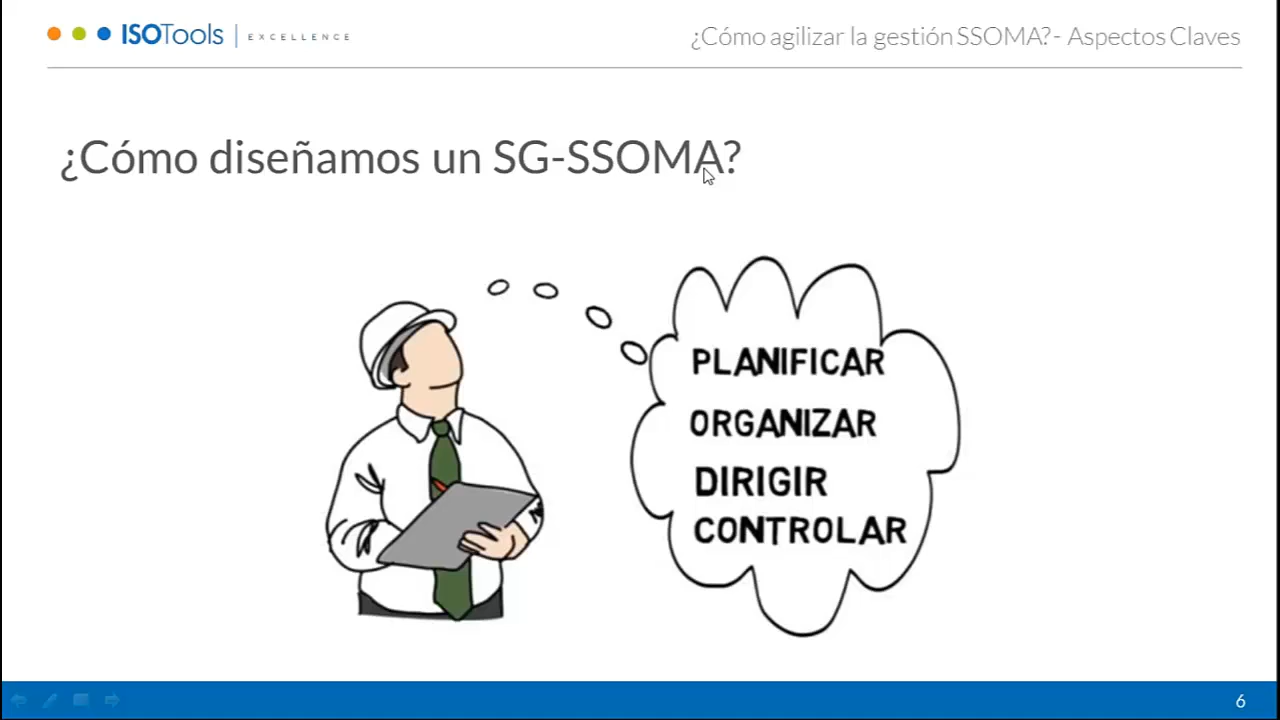 ISOTools | EXCELLENCE
¿Cómo agilizar la gestión SSOMA?- Aspectos Claves
¿Cómo diseñamos un SG-SSOMA?
PLANIFICAR
ORGANIZAR
DIRIGIR
CONTROLAR
6